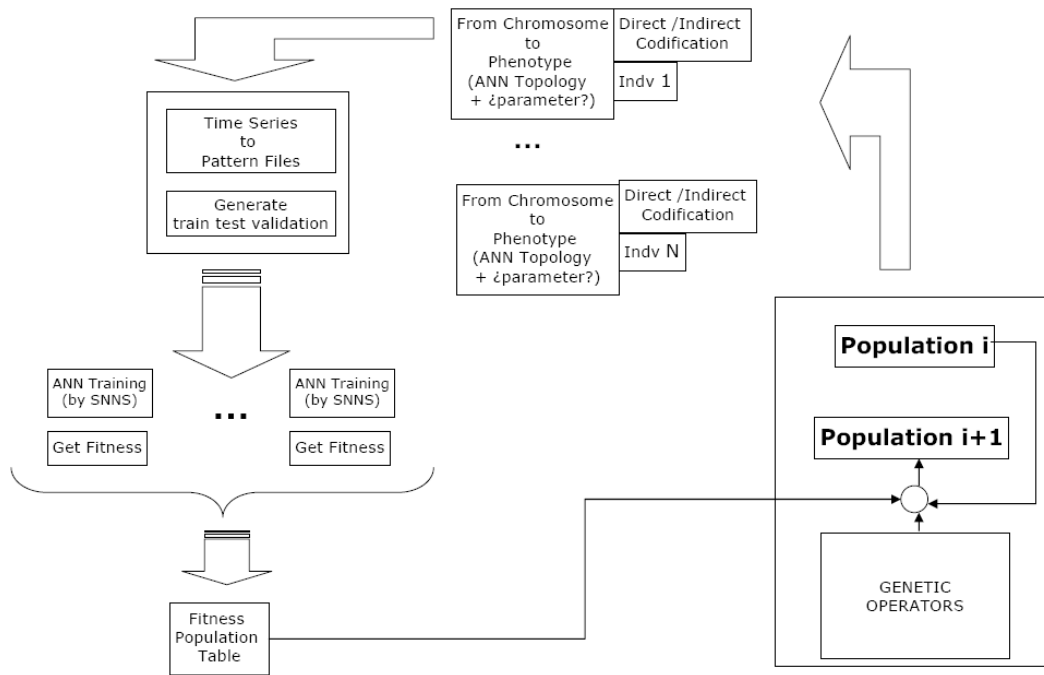 From Chromosome
to
Phenotype
(ANN Topology
+ ¿parameter?)
Direct /Indirect
Codification
Indv 1
...
From Chromosome
to
Phenotype
(ANN Topology
+ ¿parameter?)
Direct /Indirect
Codification
Indv N
Time Series
to
Pattern Files
Generate
train test validation
ANN Training
(by SNNS)
...
ANN Training
(by SNNS)
Get Fitness
Get Fitness
Fitness
Population
Table
Population i
Population i+1
GENETIC
OPERATORS